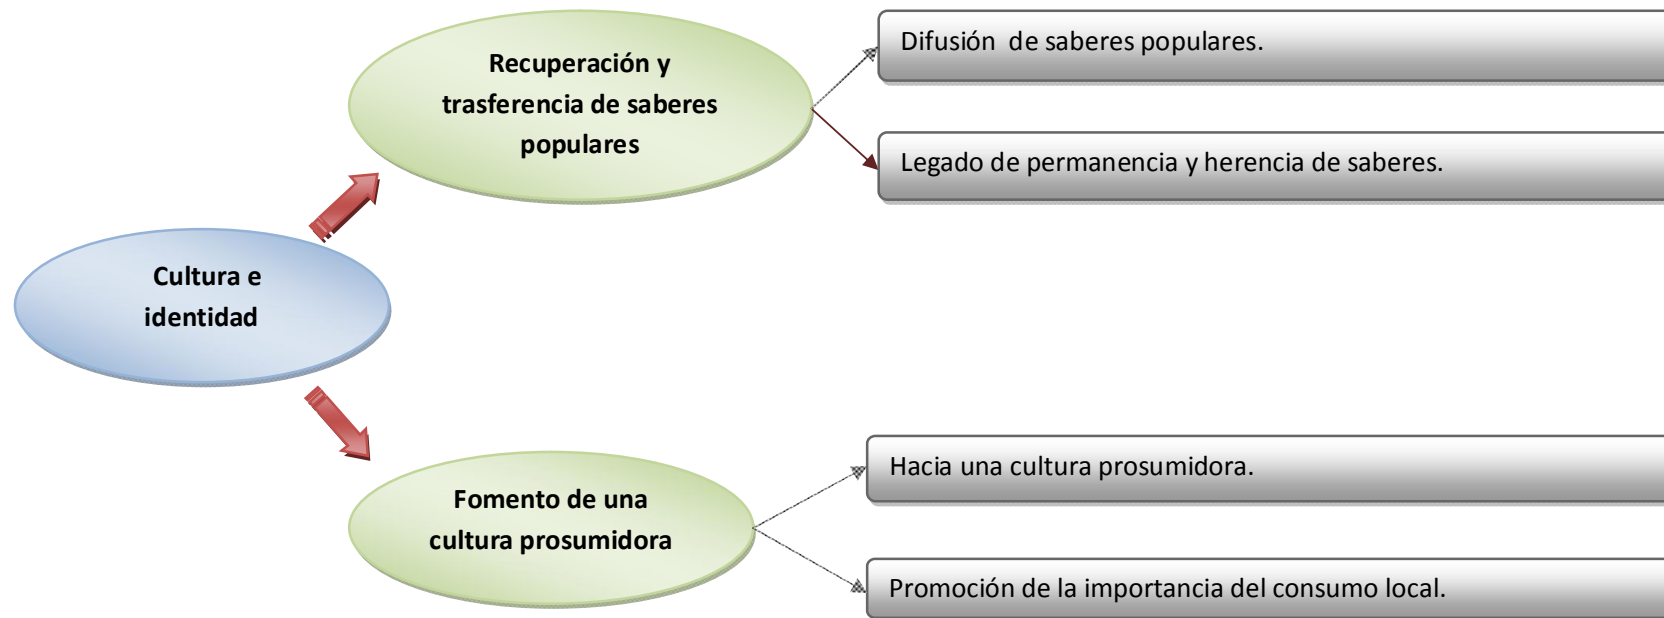 Recuperación y
trasferencia de saberes
populares
Difusión de saberes populares.
Legado de permanencia y herencia de saberes.
Cultura e
identidad
Fomento de una
cultura prosumidora
Hacia una cultura prosumidora.
Promoción de la importancia del consumo local.